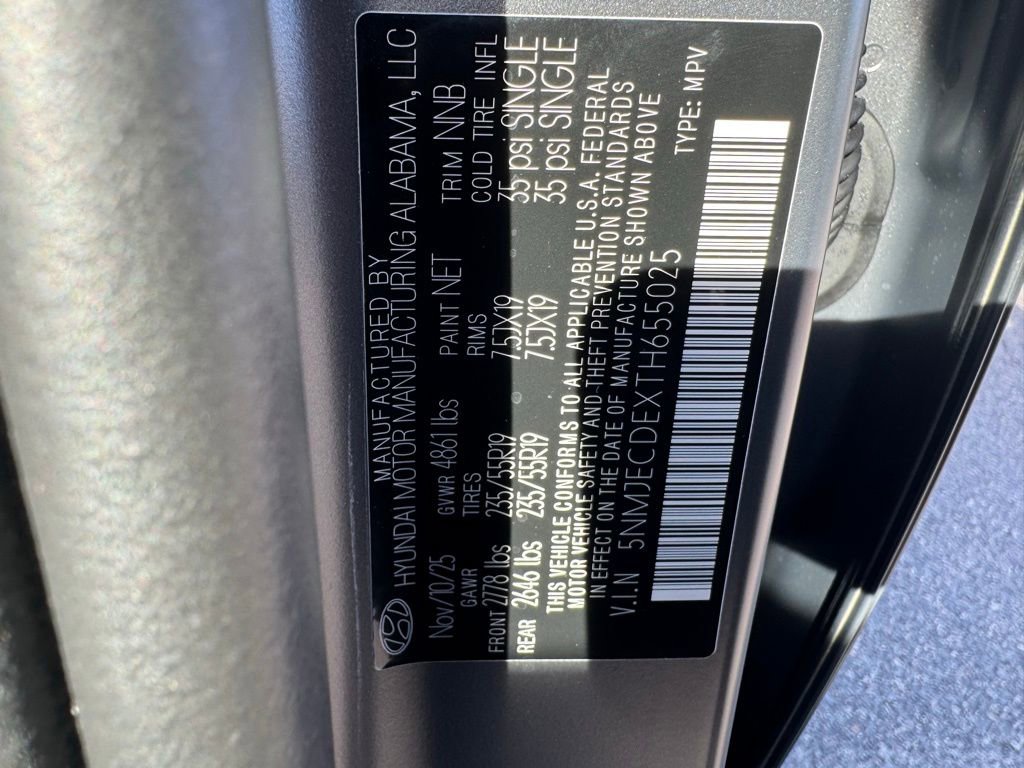 MANUFACTURED BY
HYUNDAI MOTOR MANUFACTURING ALABAMA, LLC
Nov/10/25 GVWR 4861 lbs PAINT NET TRIM NNB
GAWR TIRES RIMS COLD TIRE INFL
FRONT 2778 lbs 235/55R19 7.5JX19 35 psi SINGLE
REAR 2646 lbs 235/55R19 7.5JX19 35 psi SINGLE
THIS VEHICLE CONFORMS TO ALL APPLICABLE U.S.A. FEDERAL
MOTOR VEHICLE SAFETY AND THEFT PREVENTION STANDARDS
IN EFFECT ON THE DATE OF MANUFACTURE SHOWN ABOVE
V.I.N 5NMJECDEXTH655025 TYPE: MPV